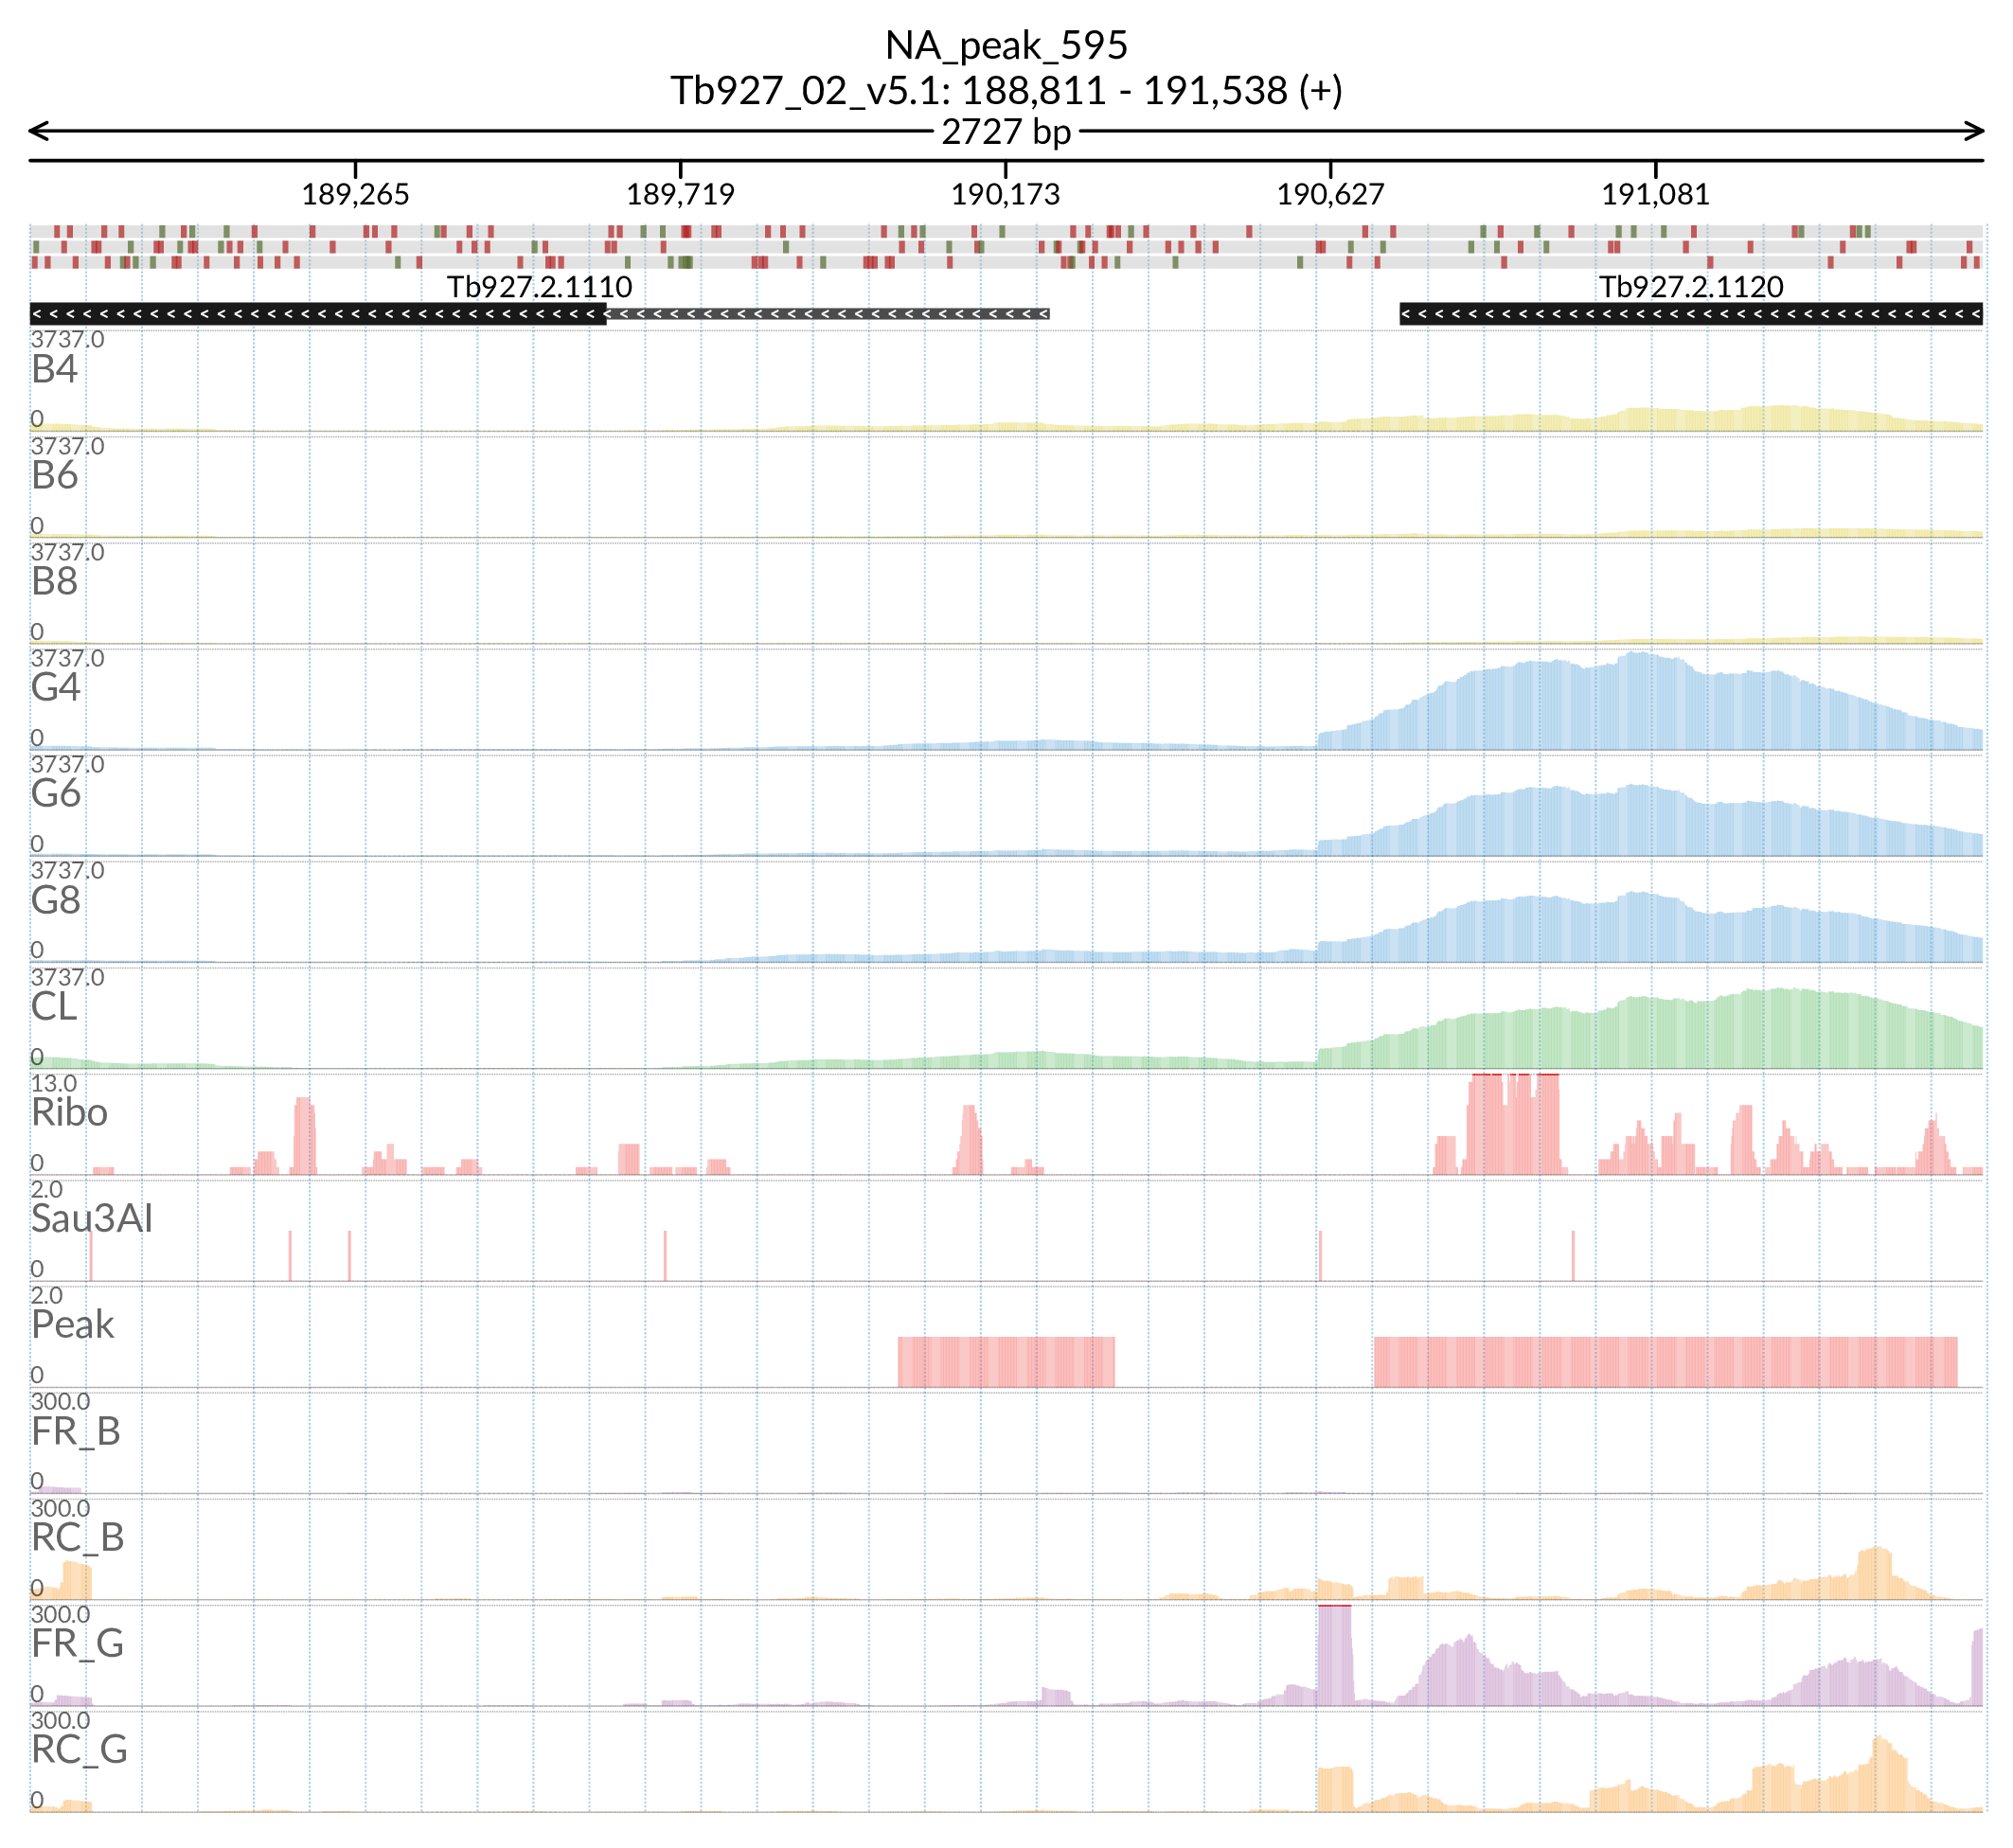 NA_peak_595
Tb927_02_v5.1: 188,811 - 191,538 (+)
2727 bp
189,265 189,719 190,173 190,627 191,081
Tb927.2.1110 Tb927.2.1120
3737.0
B4
0
3737.0
B6
0
3737.0
B8
0
3737.0
G4
0
3737.0
G6
0
3737.0
G8
0
3737.0
CL
0
13.0
Ribo
0
2.0
Sau3AI
0
2.0
Peak
0
300.0
FR_B
0
300.0
RC_B
0
300.0
FR_G
0
300.0
RC_G
0